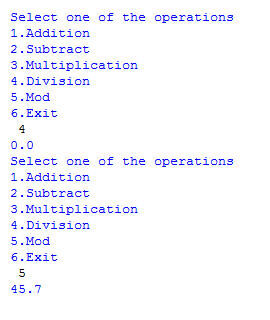 Select one of the operations
1.Addition
2.Subtract
3.Multiplication
4.Division
5.Mod
6.Exit
4
0.0
Select one of the operations
1.Addition
2.Subtract
3.Multiplication
4.Division
5.Mod
6.Exit
5
45.7